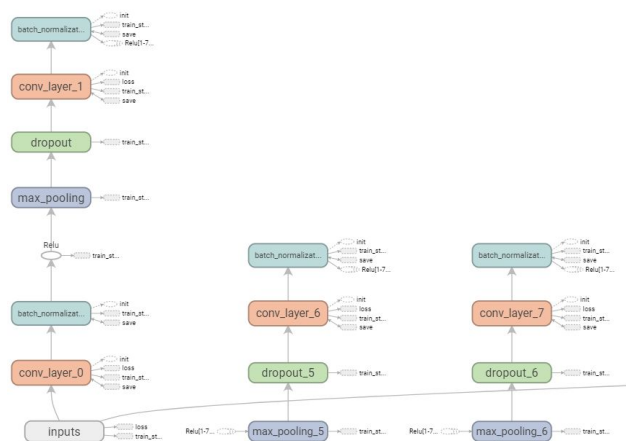 init
train_st...
save
Relu[1-7...
batch_normalizat...
init
loss
train_st...
save
conv_layer_1
dropout
train_st...
max_pooling
train_st...
Relu
train_st...
init
train_st...
save
batch_normalizat...
init
loss
train_st...
save
conv_layer_0
inputs
loss
train_st...
init
train_st...
save
Relu[1-7...
batch_normalizat...
init
loss
train_st...
save
conv_layer_6
dropout_5
train_st...
Relu[1-7...
max_pooling_5
train_st...
init
train_st...
save
Relu[1-7...
batch_normalizat...
init
loss
train_st...
save
conv_layer_7
dropout_6
train_st...
Relu[1-7...
max_pooling_6
train_st...